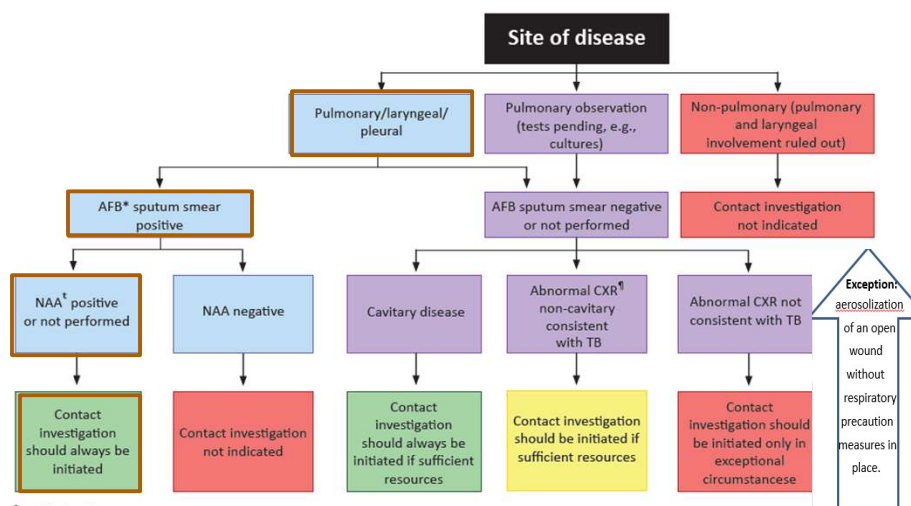 Site of disease
Pulmonary/laryngeal/
pleural
Pulmonary observation
(tests pending, e.g.,
cultures)
Non-pulmonary (pulmonary
and laryngeal
involvement ruled out)
AFB* sputum smear
positive
AFB sputum smear negative
or not performed
Contact investigation
not indicated
NAAt positive
or not performed
NAA negative
Cavitary disease
Abnormal CXR¶
non-cavitary
consistent
with TB
Abnormal CXR not
consistent with TB
Exception:
aerosolization
of an open
wound
without
respiratory
precaution
measures in
place.
Contact
investigation
should always be
initiated
Contact investigation
not indicated
Contact
investigation
should always be
initiated if sufficient
resources
Contact investigation
should be initiated if
sufficient resources
Contact
investigation should
be initiated only in
exceptional
circumstancese